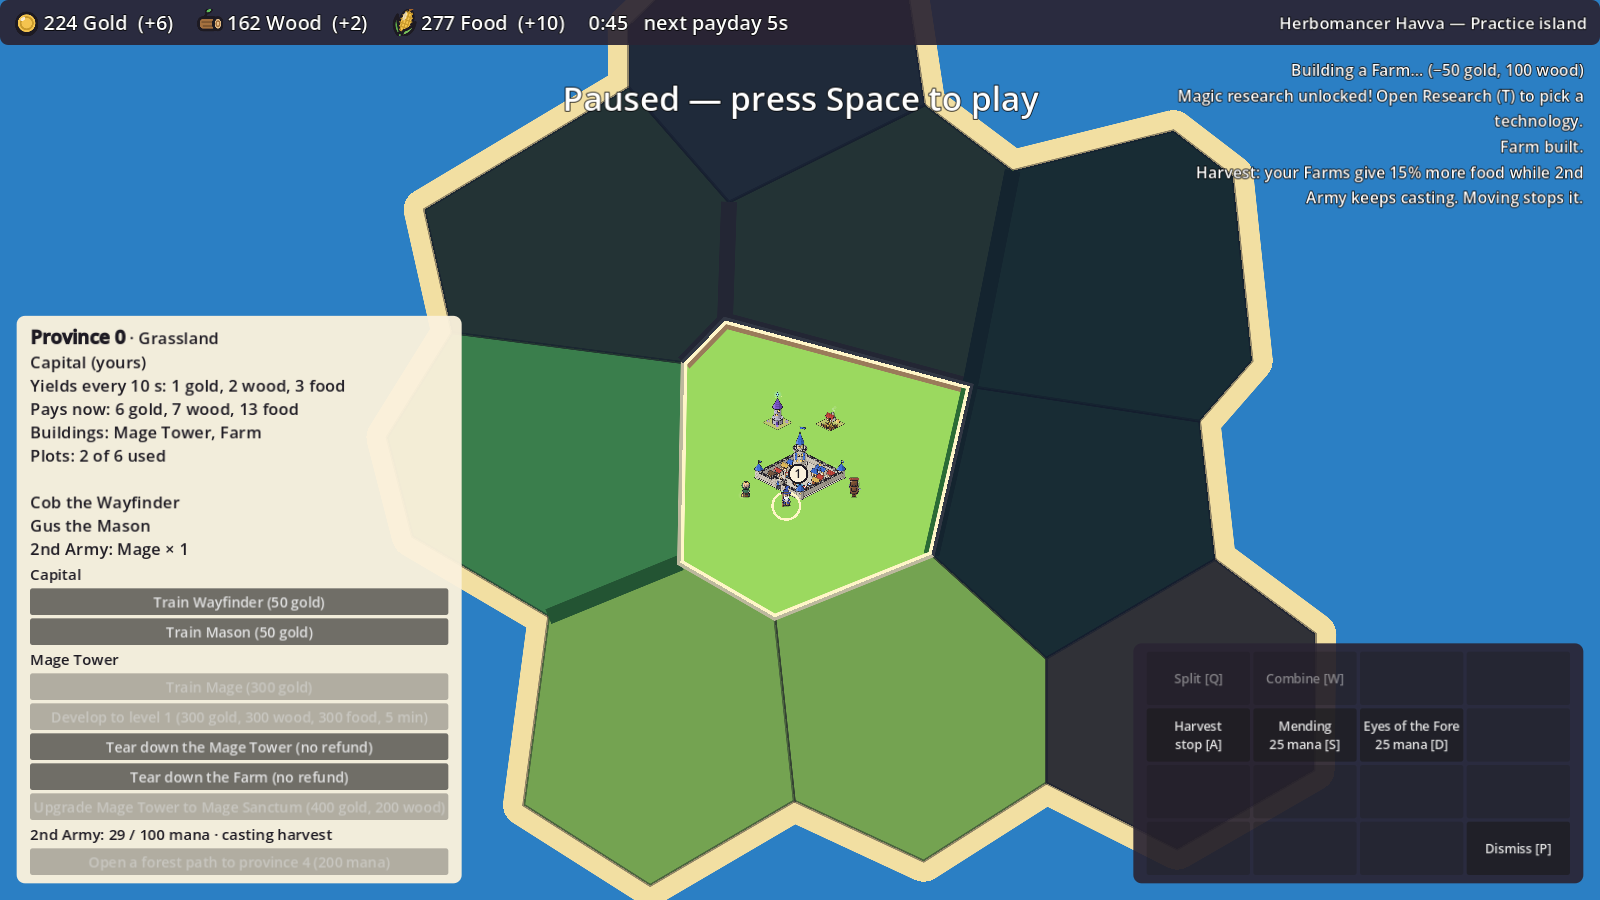 224 Gold (+6) 162 Wood (+2) 277 Food (+10) 0:45 next payday 5s
Herbomancer Havva — Practice island
Building a Farm... (−50 gold, 100 wood)
Magic research unlocked! Open Research (T) to pick a
technology.
Farm built.
Harvest: your Farms give 15% more food while 2nd
Army keeps casting. Moving stops it.
Paused — press Space to play
Province 0 · Grassland
Capital (yours)
Yields every 10 s: 1 gold, 2 wood, 3 food
Pays now: 6 gold, 7 wood, 13 food
Buildings: Mage Tower, Farm
Plots: 2 of 6 used
Cob the Wayfinder
Gus the Mason
2nd Army: Mage × 1
Capital
Train Wayfinder (50 gold)
Train Mason (50 gold)
Mage Tower
Train Mage (300 gold)
Develop to level 1 (300 gold, 300 wood, 300 food, 5 min)
Tear down the Mage Tower (no refund)
Tear down the Farm (no refund)
Upgrade Mage Tower to Mage Sanctum (400 gold, 200 wood)
2nd Army: 29 / 100 mana · casting harvest
Open a forest path to province 4 (200 mana)
1
Split [Q]
Combine [W]
Harvest
stop [A]
Mending
25 mana [S]
Eyes of the Fore
25 mana [D]
Dismiss [P]